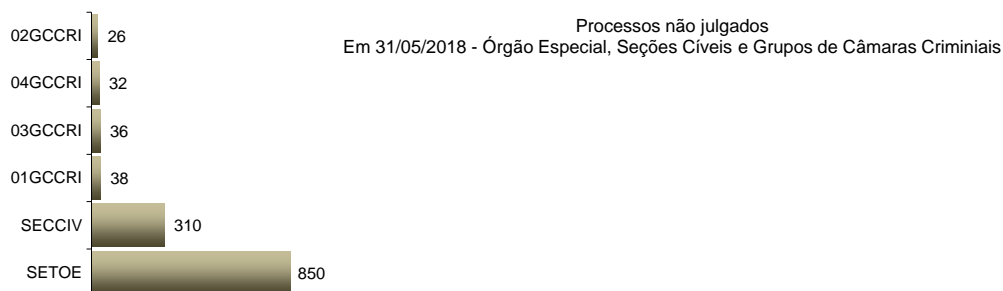 Processos não julgados
Em 31/05/2018 - Órgão Especial, Seções Cíveis e Grupos de Câmaras Criminiais
02GCCRI 26
04GCCRI 32
03GCCRI 36
01GCCRI 38
SECCIV 310
SETOE 850